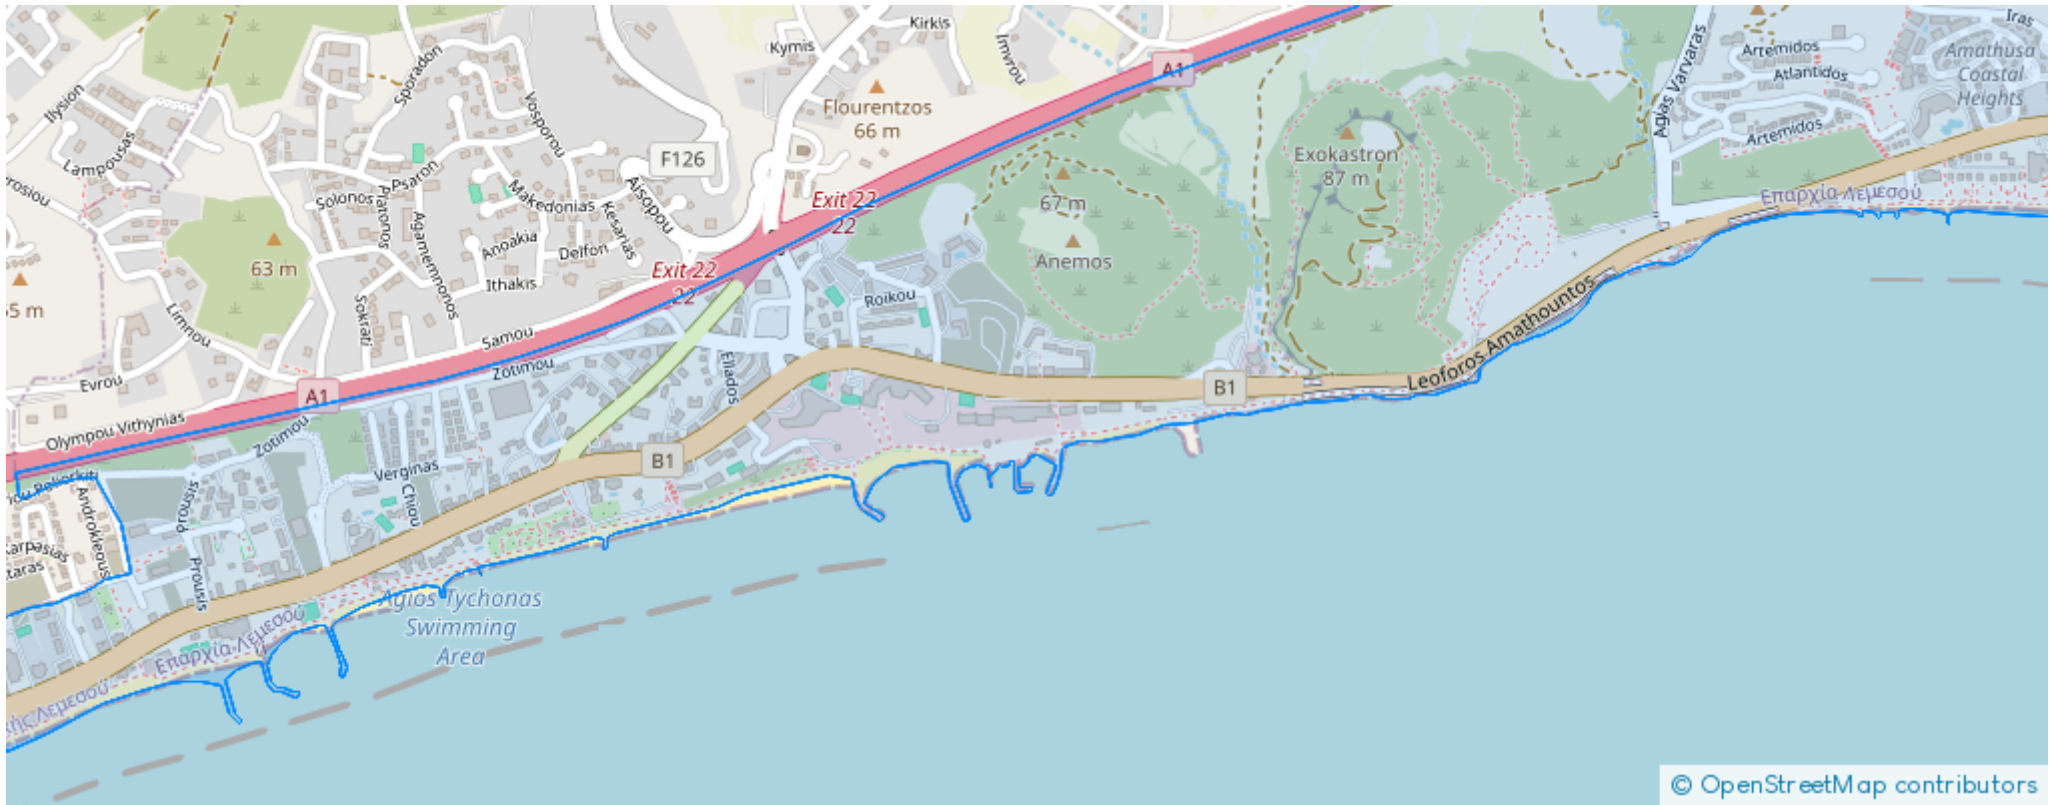 Kirkis
Iras
Kymis
Imvrou
Artemidos
Amathusa
Coastal
Heights
Sporadon
A1
Atlantidos
Ilysion
Vosporou
Flourentzos
66 m
Agias Varvaras
Artemidos
Lampousas
F126
Exokastron
87 m
Psaron
Aisopou
Makedonias
Επαρχία Λεμεσού
Solonos
Platonos
Exit 22
22
67 m
Agamemnonos
Kesarias
Anoakia
Delfon
63 m
Anemos
Exit 22
22
Ithakis
Roikou
Sokrati
Limnou
Samou
Leoforos Amathountos
Zotimou
Eliados
Evrou
A1
B1
Olympou Vithynias
Zotimou
B1
Verginas
Chiou
Prousis
Androkleous
Karpasias
Prousis
Agios Tychonas
Swimming
Area
Επαρχία Λεμεσού
© OpenStreetMap contributors